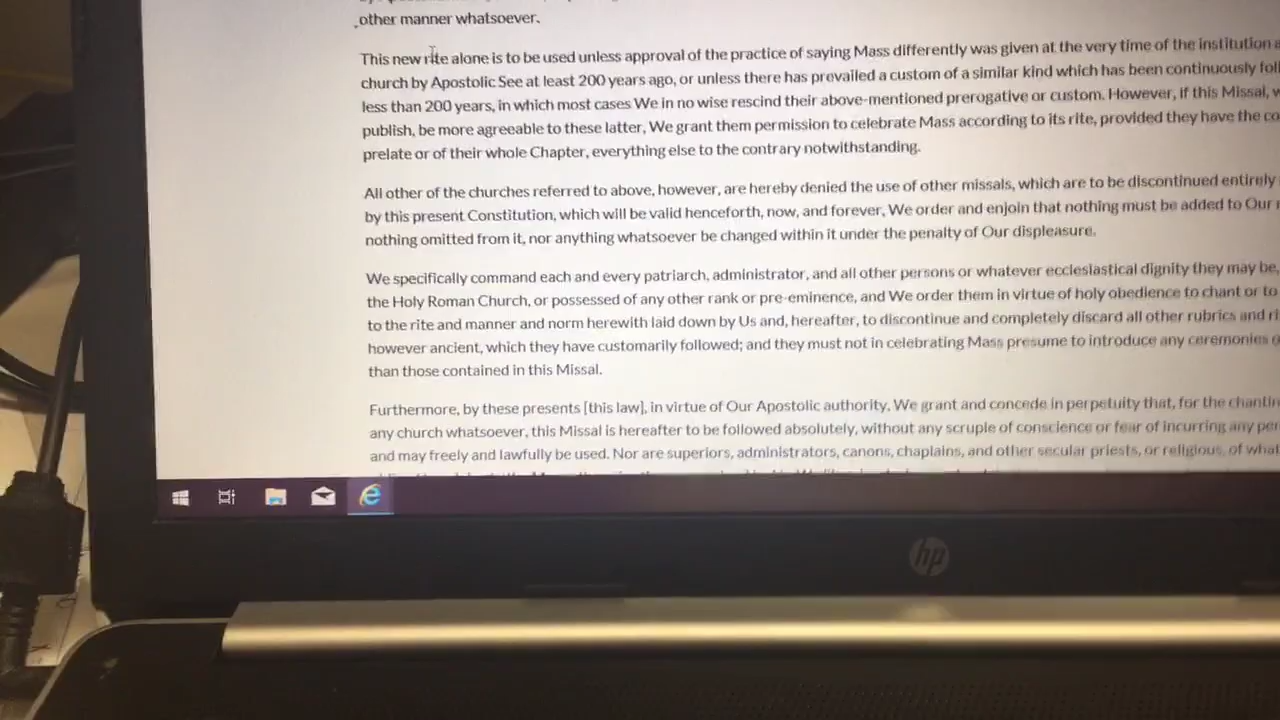 other manner whatsoever.
This new rite alone is to be used unless approval of the practice of saying Mass differently was given at the very time of the institution
church by Apostolic See at least 200 years ago, or unless there has prevailed a custom of a similar kind which has been continuously
less than 200 years, in which most cases We in no wise rescind their above-mentioned prerogative or custom. However, if this Missal,
publish, be more agreeable to these latter, We grant them permission to celebrate Mass according to its rite, provided they have the
prelate or of their whole Chapter, everything else to the contrary notwithstanding.
All other of the churches referred to above, however, are hereby denied the use of other missals, which are to be discontinued entirely
by this present Constitution, which will be valid henceforth, now, and forever, We order and enjoin that nothing must be added to Our
nothing omitted from it, nor anything whatsoever be changed within it under the penalty of Our displeasure.
We specifically command each and every patriarch, administrator, and all other persons or whatever ecclesiastical dignity they may be,
the Holy Roman Church, or possessed of any other rank or pre-eminence, and We order them in virtue of holy obedience to chant or to
to the rite and manner and norm herewith laid down by Us and, hereafter, to discontinue and completely discard all other rubrics and
however ancient, which they have customarily followed; and they must not in celebrating Mass presume to introduce any ceremonies
than those contained in this Missal.
Furthermore, by these presents [this law], in virtue of Our Apostolic authority, We grant and concede in perpetuity that, for the
any church whatsoever, this Missal is hereafter to be followed absolutely, without any scruple of conscience or fear of incurring any
and may freely and lawfully be used. Nor are superiors, administrators, canons, chaplains, and other secular priests, or religious, of
hp